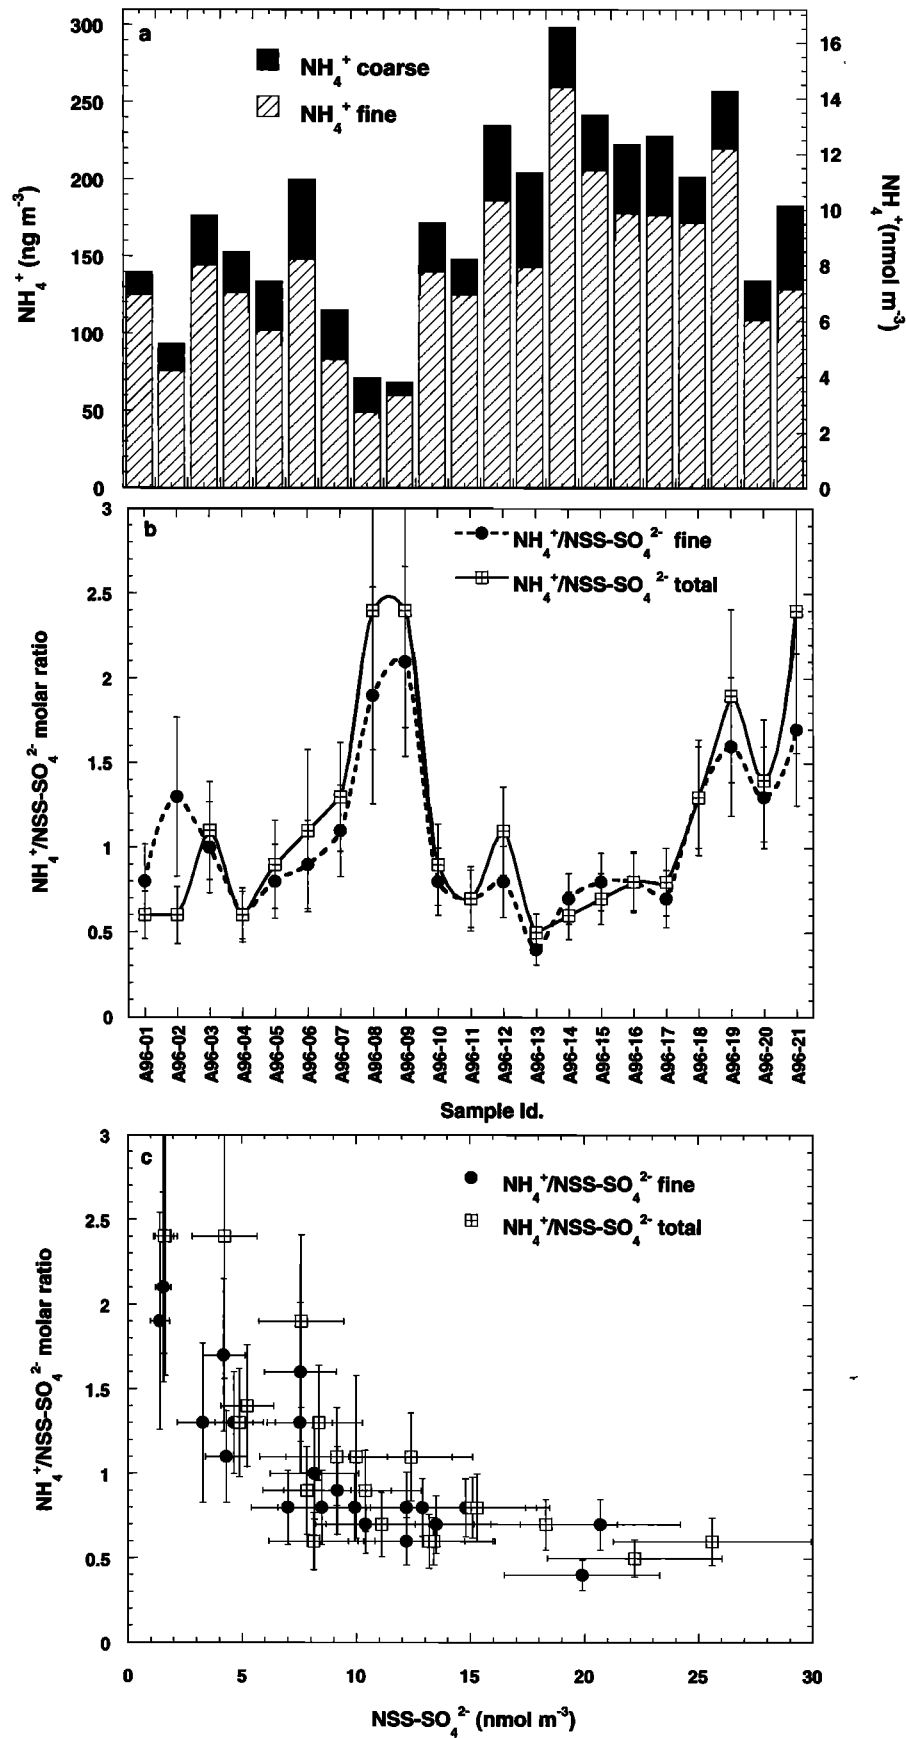 a
NH₄⁺ coarse
NH₄⁺ fine
NH₄⁺ (ng m⁻³)
300
250
200
150
100
50
0
NH₄⁺(nmol m⁻³)
16
14
12
10
8
6
4
2
0
b
NH₄⁺/NSS-SO₄²⁻ fine
NH₄⁺/NSS-SO₄²⁻ total
NH₄⁺/NSS-SO₄²⁻ molar ratio
3
2.5
2
1.5
1
0.5
0
A96-01
A96-02
A96-03
A96-04
A96-05
A96-06
A96-07
A96-08
A96-09
A96-10
A96-11
A96-12
A96-13
A96-14
A96-15
A96-16
A96-17
A96-18
A96-19
A96-20
A96-21
Sample Id.
c
NH₄⁺/NSS-SO₄²⁻ fine
NH₄⁺/NSS-SO₄²⁻ total
NH₄⁺/NSS-SO₄²⁻ molar ratio
3
2.5
2
1.5
1
0.5
0
0 5 10 15 20 25 30
NSS-SO₄²⁻ (nmol m⁻³)